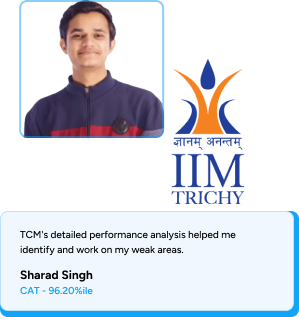 ज्ञानम् अनन्तम्
IIM
TRICHY
TCM's detailed performance analysis helped me
identify and work on my weak areas.
Sharad Singh
CAT - 96.20%ile